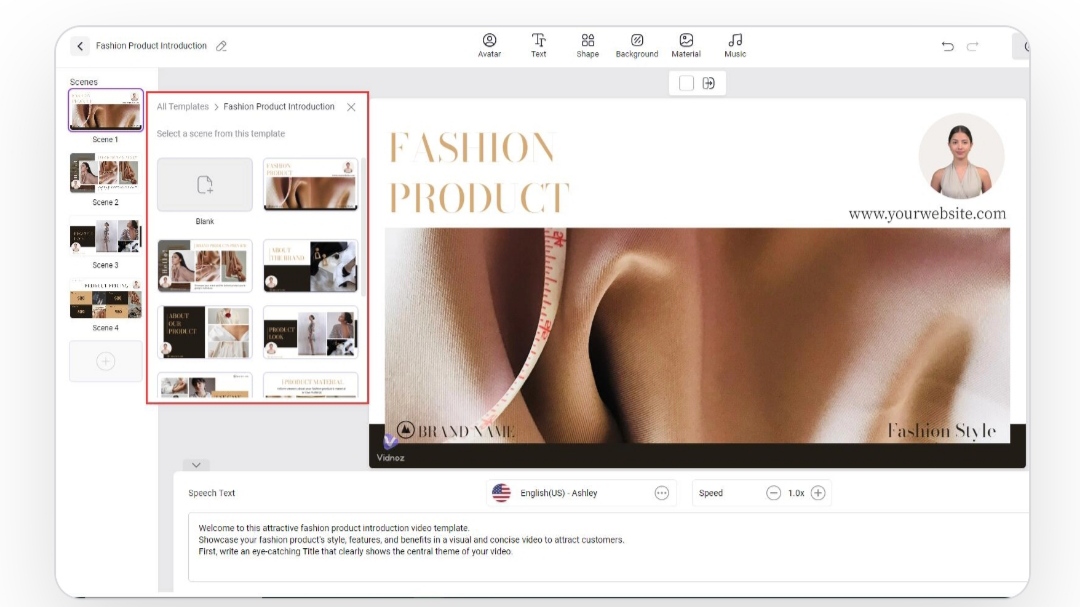 Fashion Product Introduction
Avatar
Text
Shape
Background
Material
Music
Scenes
Scene 1
Scene 2
Scene 3
Scene 4
All Templates > Fashion Product Introduction
Select a scene from this template
Blank
FASHION
PRODUCT
ABOUT
THE BRAND
ABOUT
OUR
PRODUCT
PRODUCT
LOOK
PRODUCT MATERIAL
FASHION
PRODUCT
www.yourwebsite.com
BRAND NAME
Fashion Style
Vidnoz
Speech Text
English(US) - Ashley
Speed
1.0x
Welcome to this attractive fashion product introduction video template.
Showcase your fashion product's style, features, and benefits in a visual and concise video to attract customers.
First, write an eye-catching Title that clearly shows the central theme of your video.